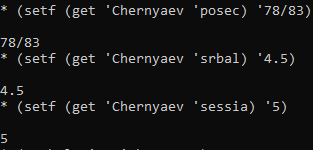 * (setf (get 'Chernyaev 'posec) '78/83)
78/83
* (setf (get 'Chernyaev 'srbal) '4.5)
4.5
* (setf (get 'Chernyaev 'sessia) '5)
5